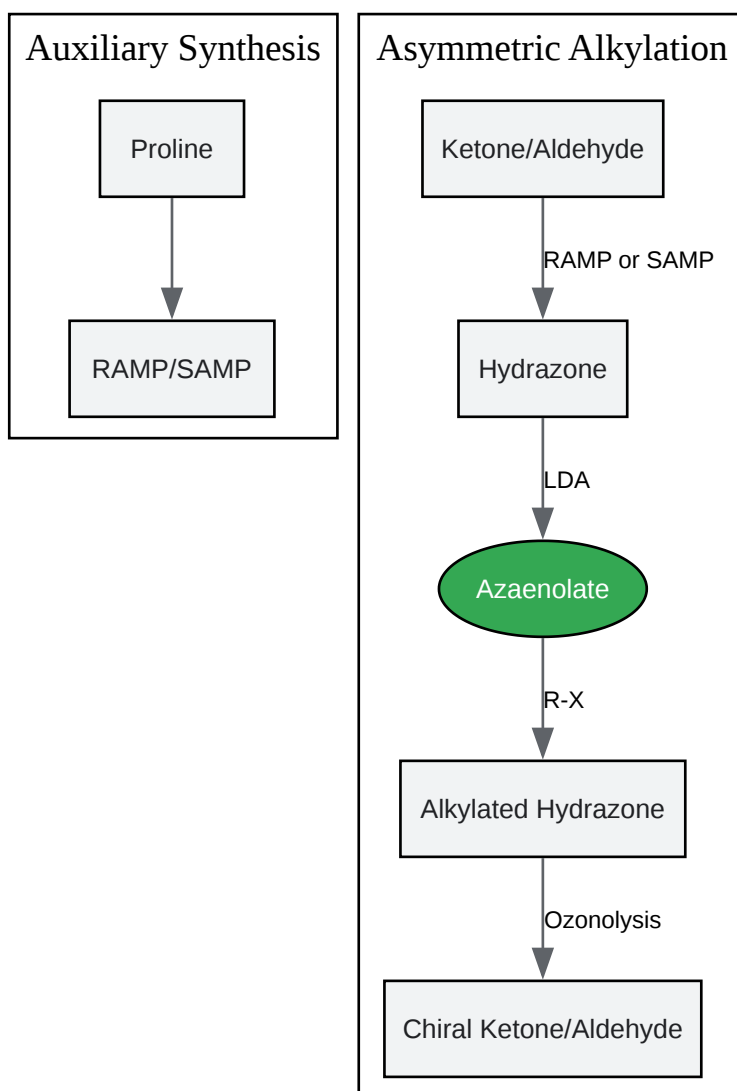 Auxiliary Synthesis
Proline
RAMP/SAMP
Asymmetric Alkylation
Ketone/Aldehyde
RAMP or SAMP
Hydrazone
LDA
Azaenolate
R-X
Alkylated Hydrazone
Ozonolysis
Chiral Ketone/Aldehyde